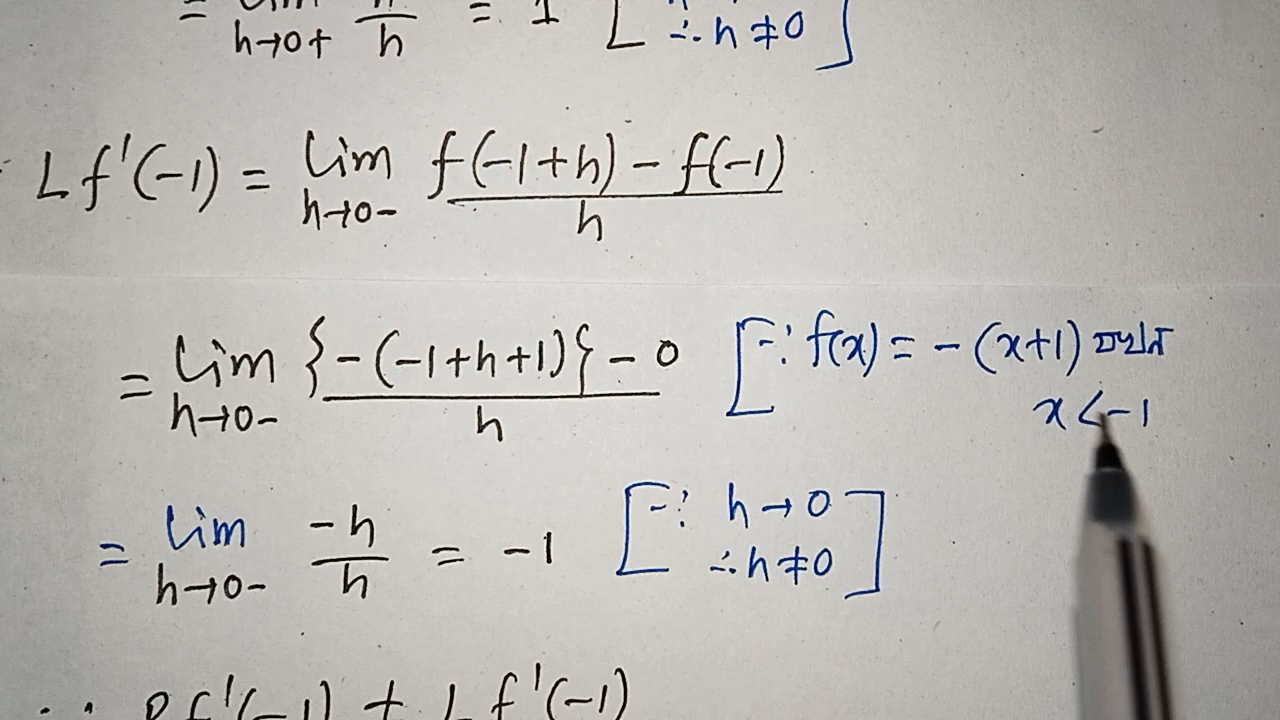 = lim h→0+ h/h = 1 [ ∴ h ≠ 0 ]
Lf'(-1) = lim h→0- f(-1+h) - f(-1) / h
= lim h→0- {-(-1+h+1)} - 0 / h [∵ f(x) = -(x+1) যখন
x < -1
= lim h→0- -h/h = -1 [∵ h→0
∴ h ≠ 0]
∴ Rf'(-1) ≠ Lf'(-1)